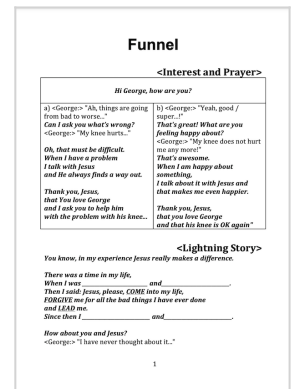 Funnel
<Interest and Prayer>
Hi George, how are you?
a) <George:> "Ah, things are going
from bad to worse..."
Can I ask you what's wrong?
<George:> "My knee hurts..."
Oh, that must be difficult.
When I have a problem
I talk with Jesus
and He always finds a way out.
Thank you, Jesus,
that You love George
and I ask you to help him
with the problem with his knee...
b) <George:> "Yeah, good /
super...!"
That's great! What are you
feeling happy about?
<George:> "My knee does not hurt
me any more!"
That's awesome.
When I am happy about
something,
I talk about it with Jesus and
that makes me even happier.
Thank you, Jesus,
that you love George
and that his knee is OK again"
<Lightning Story>
You know, in my experience Jesus really makes a difference.
There was a time in my life,
When I was ____________________ and____________________.
Then I said: Jesus, please, COME into my life,
FORGIVE me for all the bad things I have ever done
and LEAD me.
Since then I ____________________ and____________________.
How about you and Jesus?
<George:> "I have never thought about it..."
1